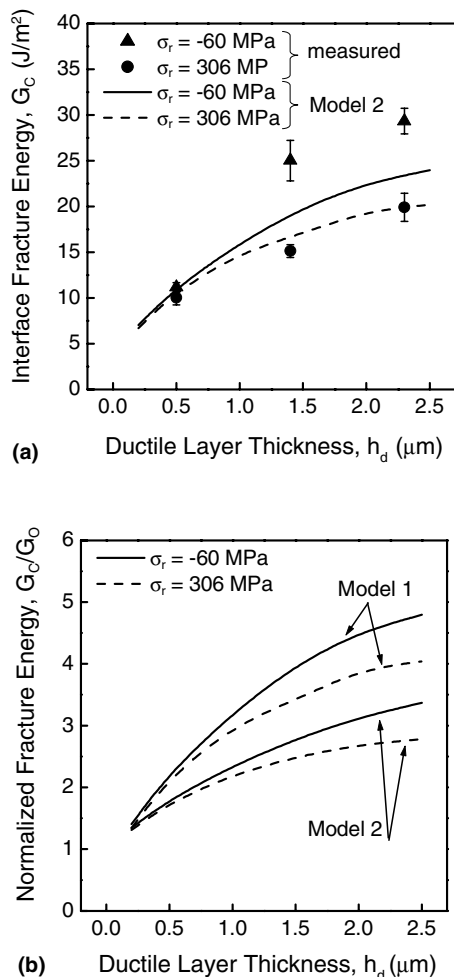 40
35
30
25
20
15
10
5
0
Interface Fracture Energy, G_C (J/m²)
σ_r = -60 MPa
σ_r = 306 MP
measured
σ_r = -60 MPa
σ_r = 306 MPa
Model 2
0.0 0.5 1.0 1.5 2.0 2.5
Ductile Layer Thickness, h_d (μm)
(a)
6
5
4
3
2
1
0
Normalized Fracture Energy, G_C/G_O
σ_r = -60 MPa
σ_r = 306 MPa
Model 1
Model 2
0.0 0.5 1.0 1.5 2.0 2.5
Ductile Layer Thickness, h_d (μm)
(b)